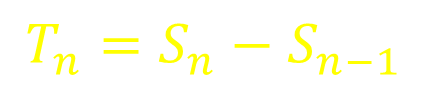 Tₙ = Sₙ − Sₙ₋₁